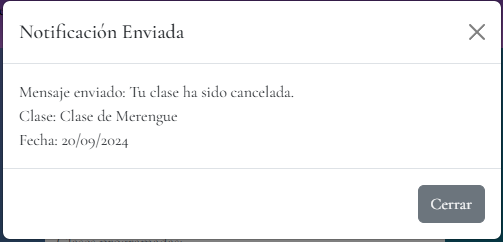 Notificación Enviada
Mensaje enviado: Tu clase ha sido cancelada.
Clase: Clase de Merengue
Fecha: 20/09/2024
Cerrar